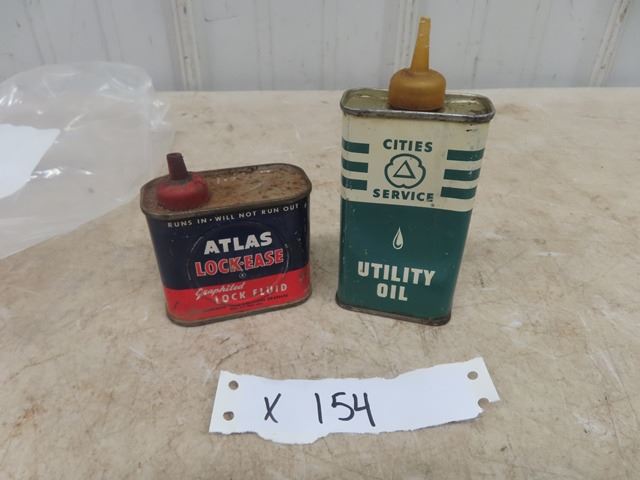 RUNS IN • WILL NOT RUN OUT
ATLAS
LOCK-EASE
Graphited
LOCK FLUID
CITIES
SERVICE
UTILITY
OIL
X 154